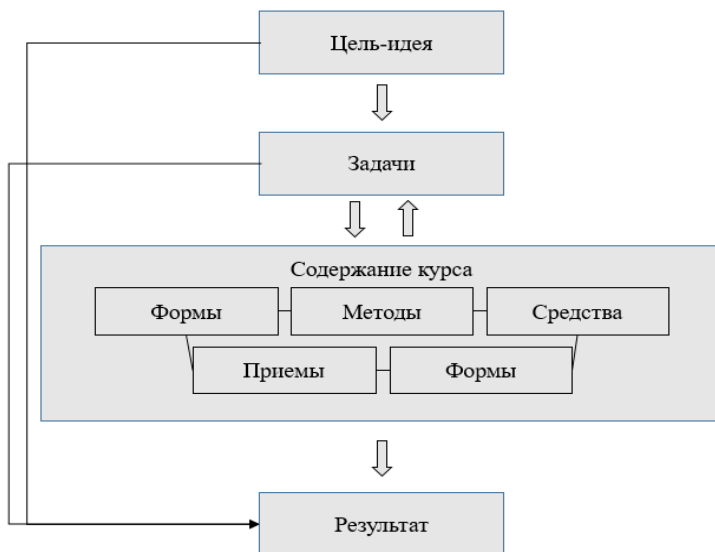 Цель-идея
Задачи
Содержание курса
Формы
Методы
Средства
Приемы
Формы
Результат